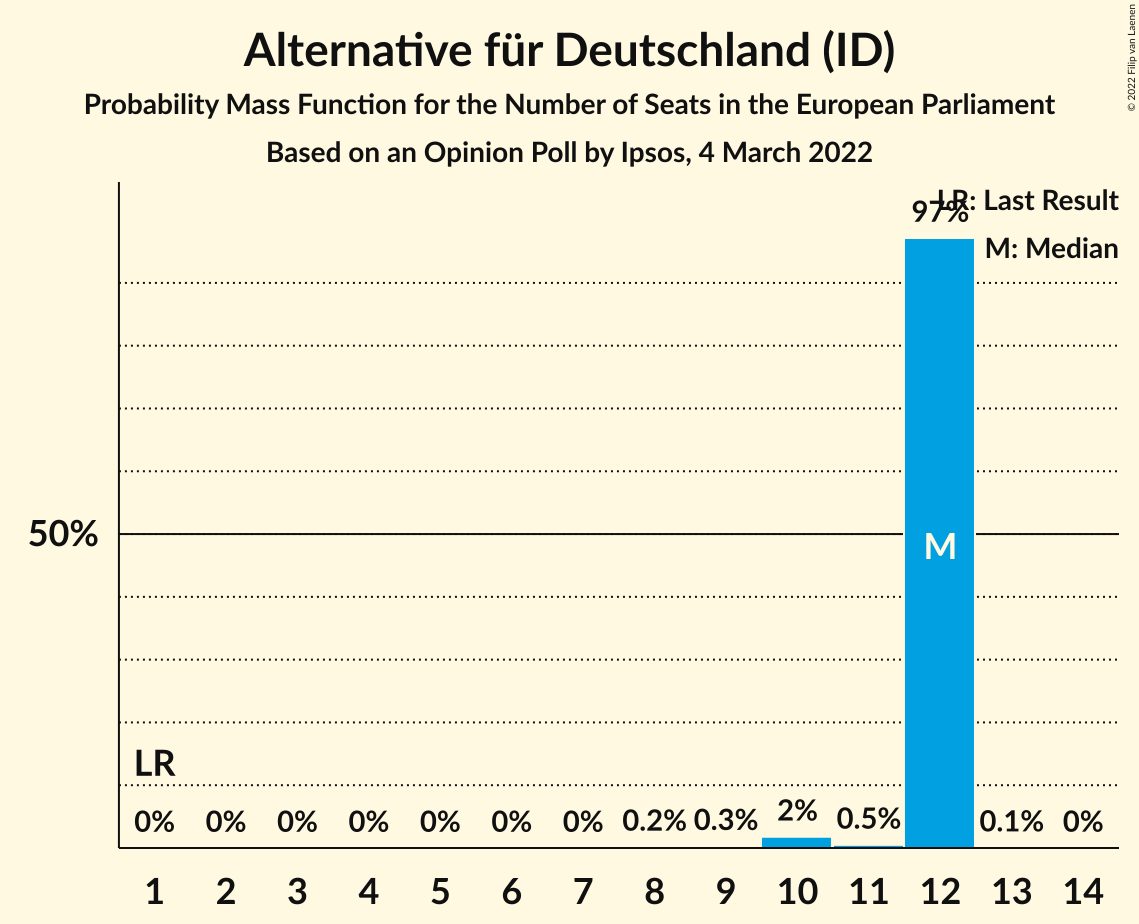 Alternative für Deutschland (ID)
Probability Mass Function for the Number of Seats in the European Parliament
Based on an Opinion Poll by Ipsos, 4 March 2022
© 2022 Filip van Laenen
LR: Last Result
97%
M: Median
50%
M
LR
0% 0% 0% 0% 0% 0% 0% 0.2% 0.3% 2% 0.5% 0.1% 0%
1 2 3 4 5 6 7 8 9 10 11 12 13 14